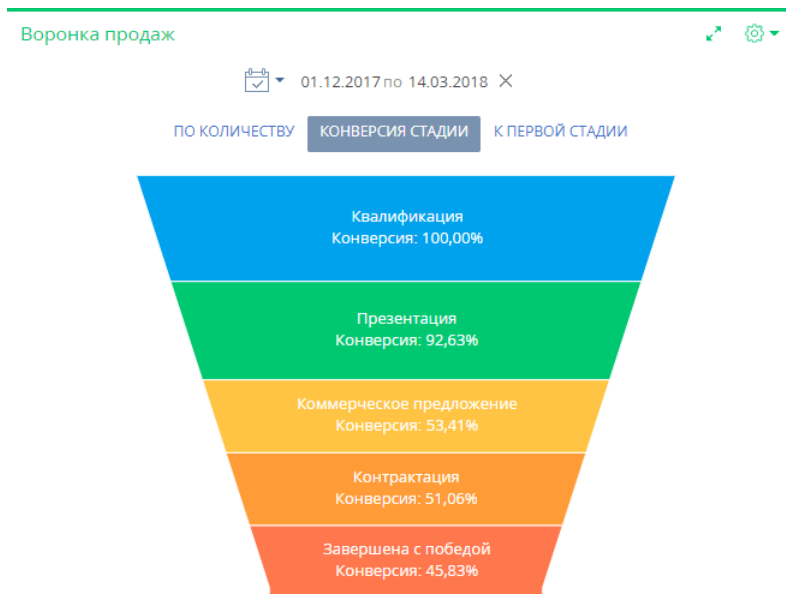 Воронка продаж
01.12.2017 по 14.03.2018
ПО КОЛИЧЕСТВУ КОНВЕРСИЯ СТАДИИ К ПЕРВОЙ СТАДИИ
Квалификация
Конверсия: 100,00%
Презентация
Конверсия: 92,63%
Коммерческое предложение
Конверсия: 53,41%
Контрактация
Конверсия: 51,06%
Завершена с победой
Конверсия: 45,83%